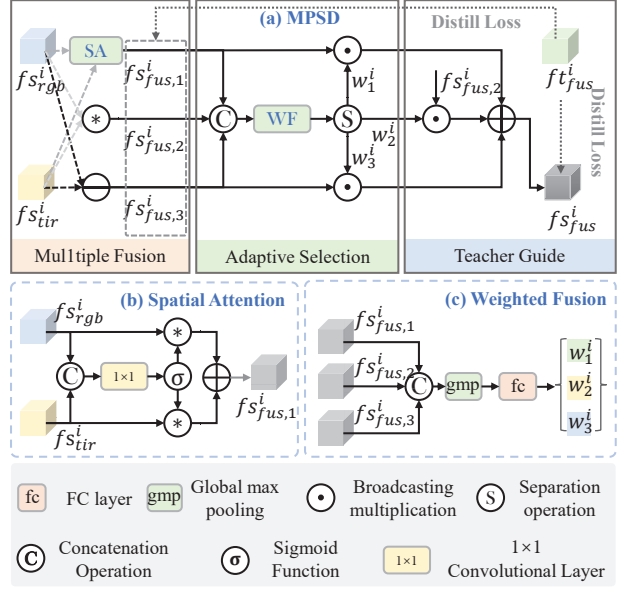 (a) MPSD
Distill Loss
fs^i_rgb
SA
fs^i_fus,1
w^i_1
fs^i_fus,2
ft^i_fus
*
fs^i_fus,2
C
WF
S
w^i_2
Distill Loss
fs^i_tir
fs^i_fus,3
w^i_3
fs^i_fus
Mul1tiple Fusion
Adaptive Selection
Teacher Guide
(b) Spatial Attention
fs^i_rgb
*
C
1×1
σ
fs^i_fus,1
*
fs^i_tir
(c) Weighted Fusion
fs^i_fus,1
fs^i_fus,2
fs^i_fus,3
C
gmp
fc
w^i_1
w^i_2
w^i_3
fc
FC layer
gmp
Global max
pooling
Broadcasting
multiplication
S
Separation
operation
C
Concatenation
Operation
σ
Sigmoid
Function
1×1
1×1
Convolutional Layer